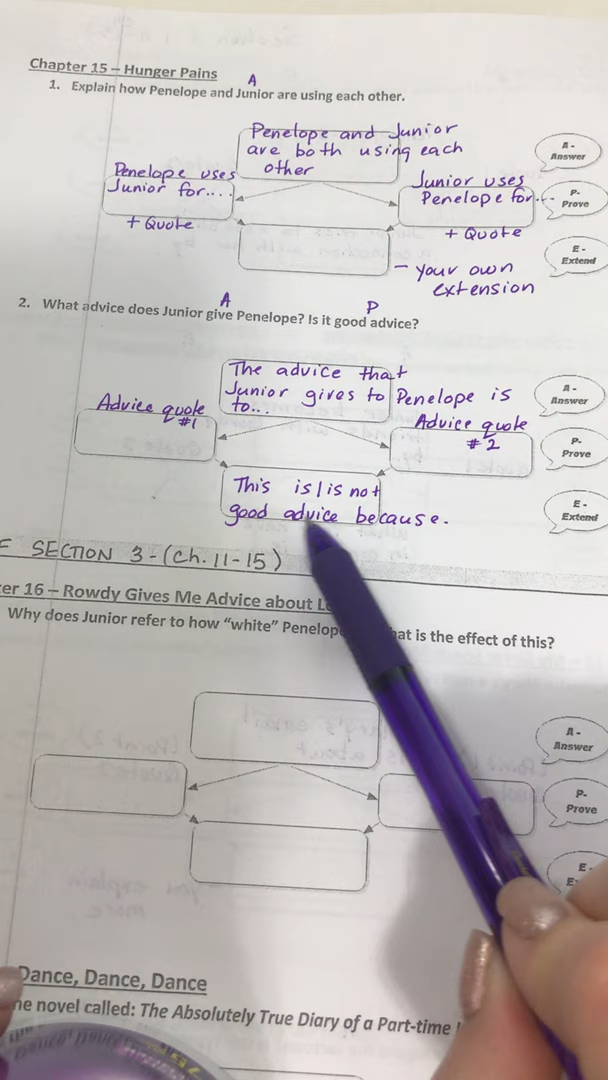 Chapter 15 – Hunger Pains
A
1. Explain how Penelope and Junior are using each other.
Penelope and Junior
are both using each
other
A -
Answer
Penelope uses
Junior for....
Junior uses
Penelope for...
P-
Prove
+ Quote
+ Quote
E -
Extend
- your own
extension
A
P
2. What advice does Junior give Penelope? Is it good advice?
The advice that
Junior gives to Penelope is
to...
A -
Answer
Advice quote
#1
Advice quote
#2
P-
Prove
This is/is not
good advice because.
E -
Extend
SECTION 3 - (Ch. 11-15)
16 – Rowdy Gives Me Advice about
Why does Junior refer to how "white" is the effect of this?
A -
Answer
P-
Prove
E
Dance, Dance, Dance
novel called: The Absolutely True Diary of a Part-time